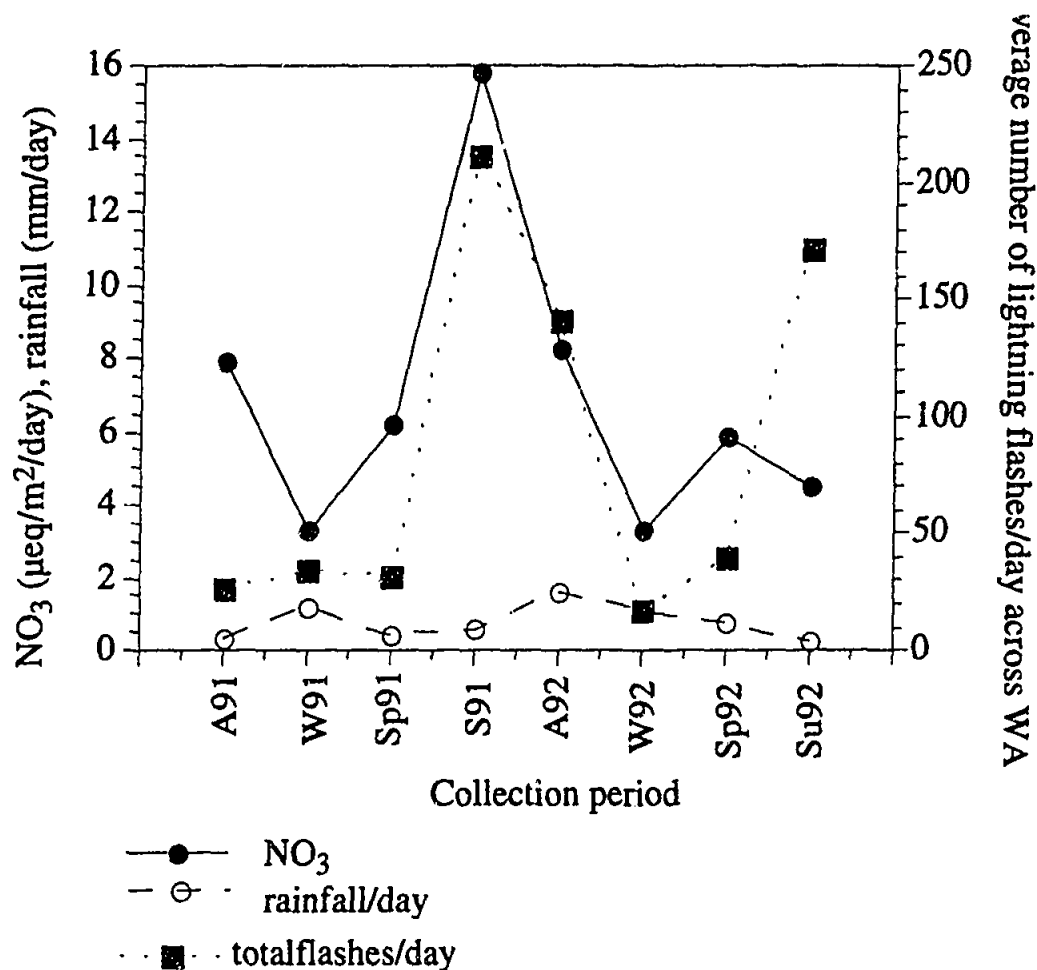 NO3 (µeq/m2/day), rainfall (mm/day)
16
14
12
10
8
6
4
2
0
250
200
150
100
50
0
verage number of lightning flashes/day across WA
A91
W91
Sp91
S91
A92
W92
Sp92
Su92
Collection period
NO3
rainfall/day
totalflashes/day